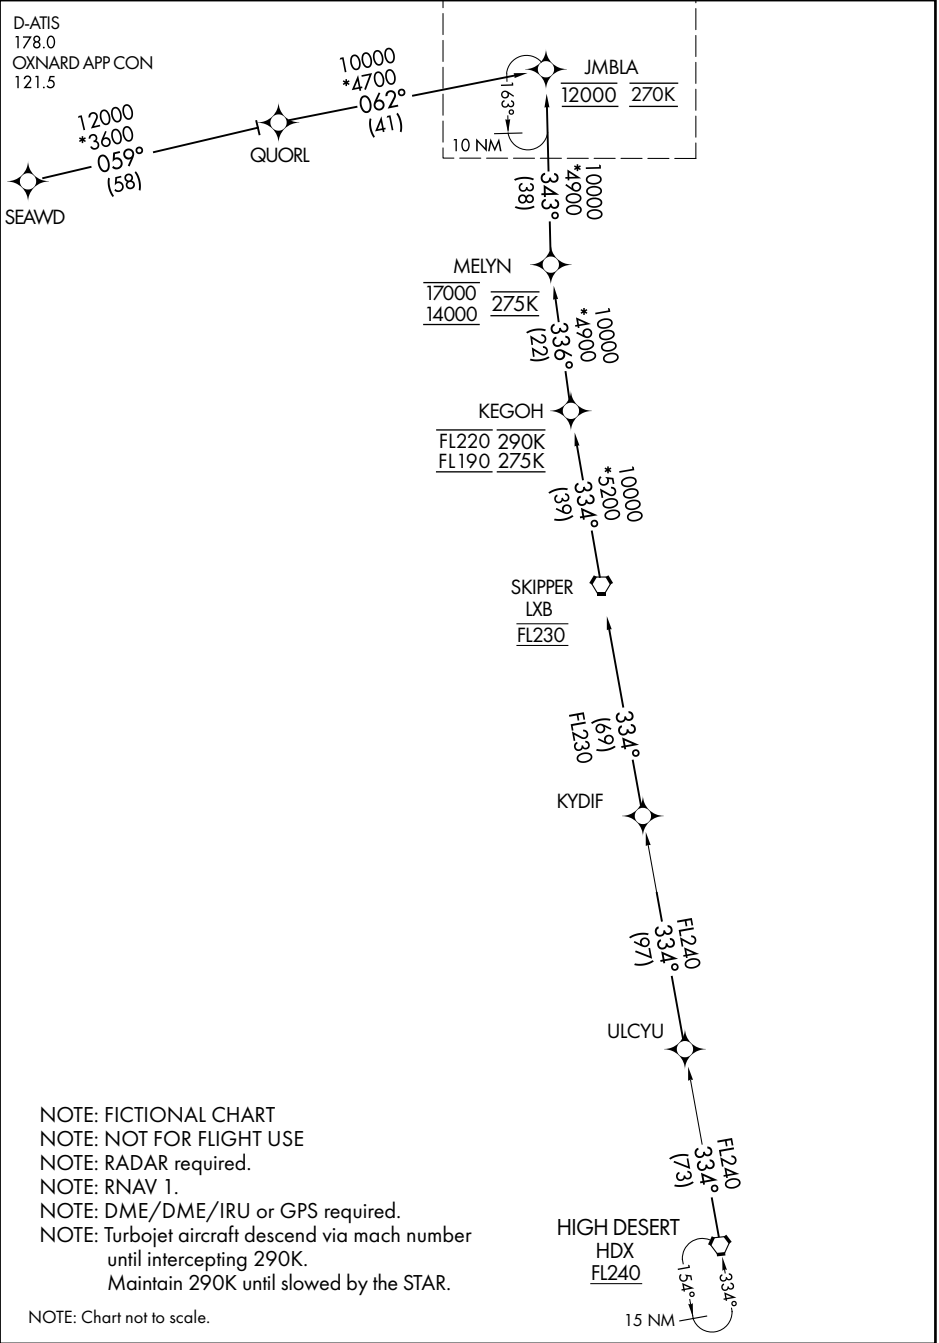 D-ATIS
178.0
OXNARD APP CON
121.5
10000
*4700
062°
(41)
12000
*3600
059°
(58)
SEAWD
QUORL
JMBLA
12000 270K
163°
10 NM
10000
*4900
343°
(38)
MELYN
17000
14000
275K
10000
*4900
336°
(22)
KEGOH
FL220 290K
FL190 275K
10000
*5200
334°
(39)
SKIPPER
LXB
FL230
334°
(69)
FL230
KYDIF
FL240
334°
(97)
ULCYU
FL240
334°
(73)
HIGH DESERT
HDX
FL240
154°
334°
15 NM
NOTE: FICTIONAL CHART
NOTE: NOT FOR FLIGHT USE
NOTE: RADAR required.
NOTE: RNAV 1.
NOTE: DME/DME/IRU or GPS required.
NOTE: Turbojet aircraft descend via mach number
until intercepting 290K.
Maintain 290K until slowed by the STAR.
NOTE: Chart not to scale.